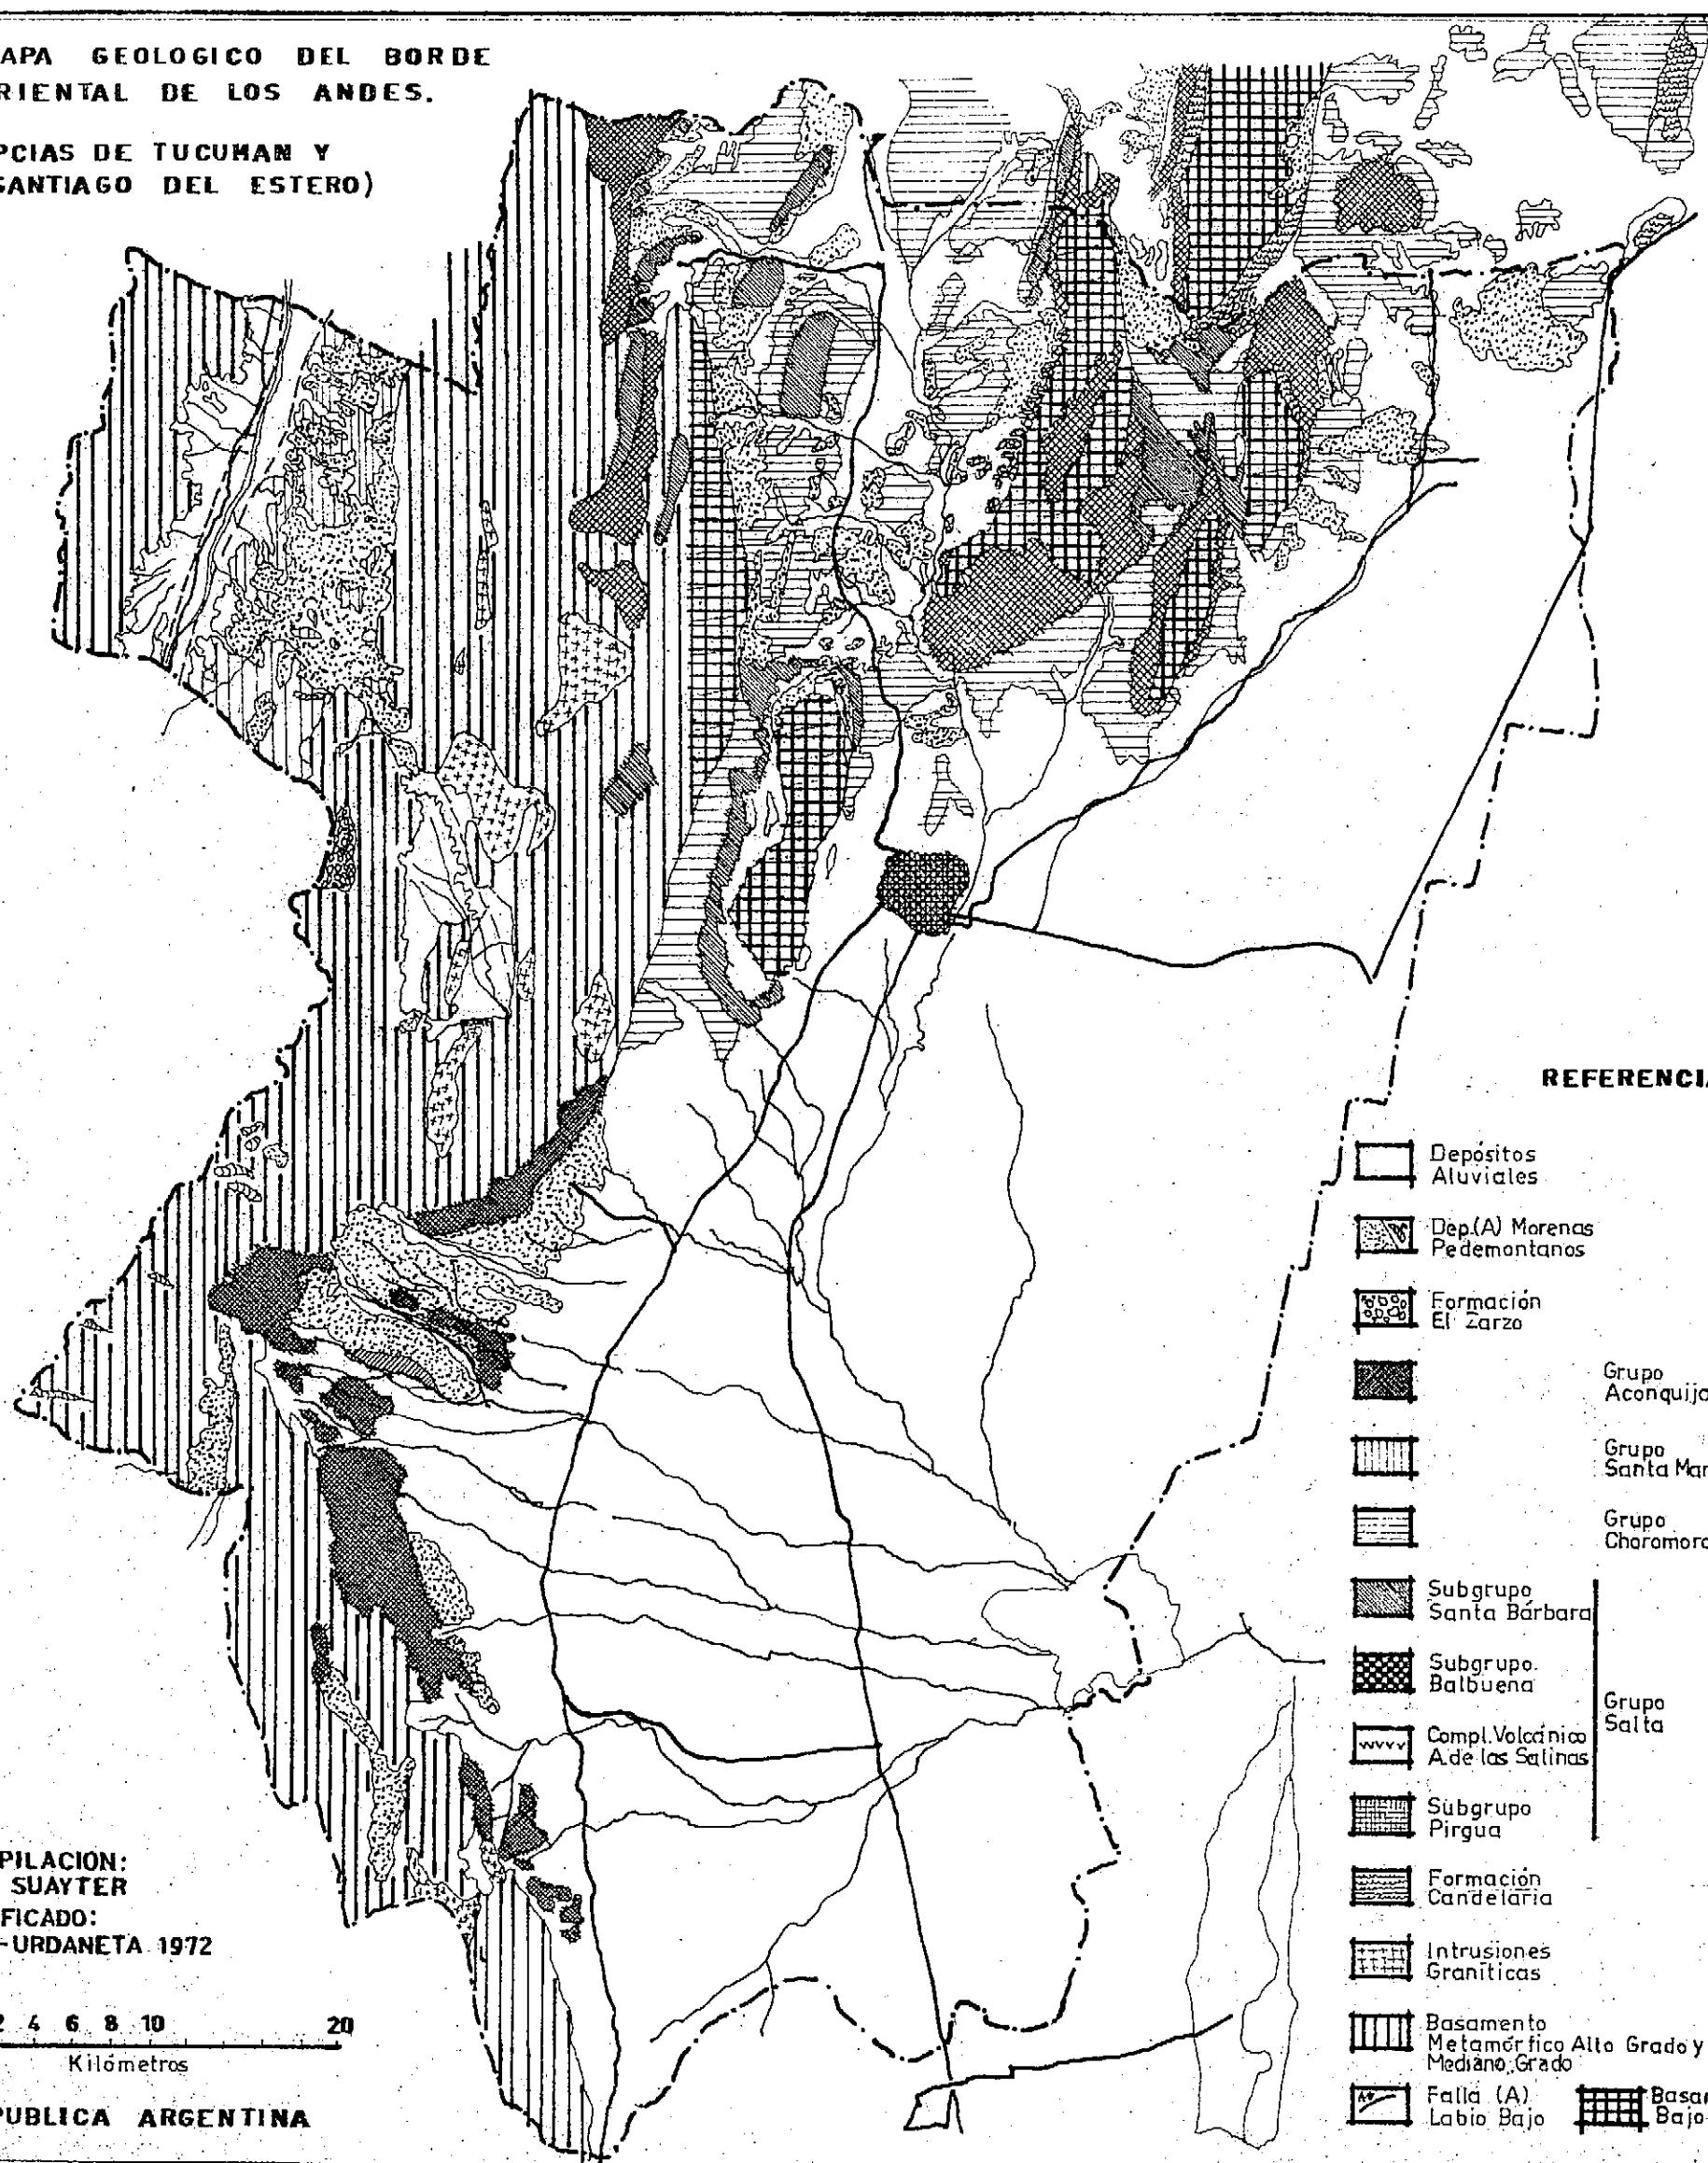 APA GEOLOGICO DEL BORDE
RIENTAL DE LOS ANDES.
PCIAS DE TUCUMAN Y
SANTIAGO DEL ESTERO)
REFERENCIA
Depósitos
Aluviales
Dep.(A) Morenas
Pedemontanos
Formación
El Zarzo
Grupo
Aconquija
Grupo
Santa Mar
Grupo
Choromoro
Subgrupo
Santa Bárbara
Subgrupo.
Balbuena
Grupo
Salta
Compl. Volcánico
A. de las Salinas
Subgrupo
Pirgua
Formación
Candelaria
Intrusiones
Graníticas
Basamento
Metamórfico Alto Grado y
Mediano, Grado
Falla (A)
Labio Bajo
Basam
Bajo
PILACION:
SUAYTER
FICADO:
-URDANETA 1972
2 4 6 8 10 20
Kilómetros
PUBLICA ARGENTINA